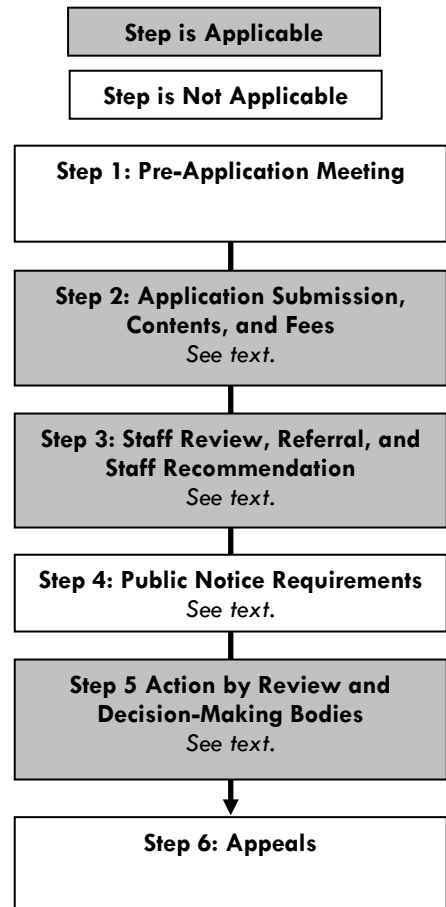 Step is Applicable
Step is Not Applicable
Step 1: Pre-Application Meeting
Step 2: Application Submission,
Contents, and Fees
See text.
Step 3: Staff Review, Referral, and
Staff Recommendation
See text.
Step 4: Public Notice Requirements
See text.
Step 5 Action by Review and
Decision-Making Bodies
See text.
Step 6: Appeals